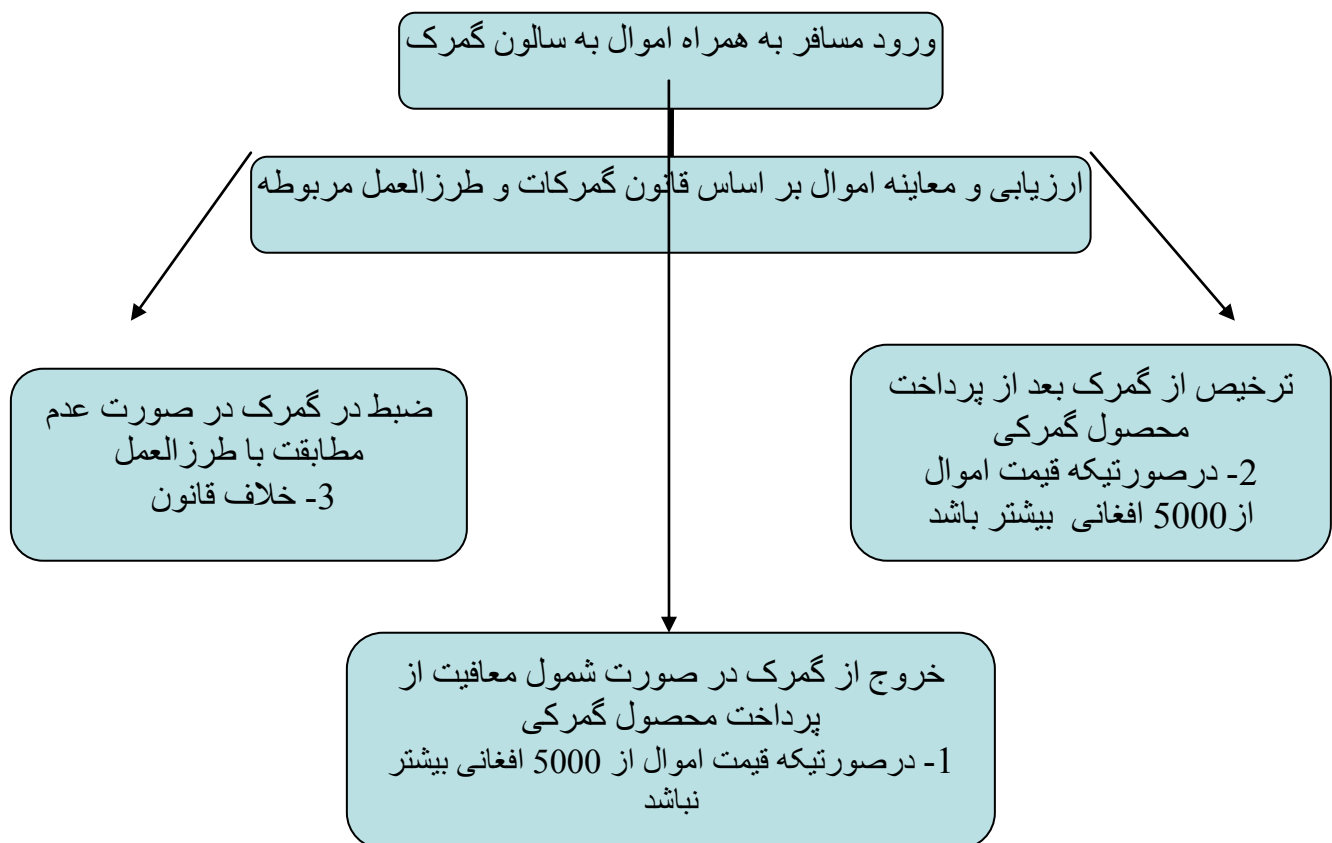 ورود مسافر به همراه اموال به سالون گمرک
ارزیابی و معاینه اموال بر اساس قانون گمرکات و طرزالعمل مربوطه
ترخیص از گمرک بعد از پرداخت
محصول گمرکی
2- درصورتیکه قیمت اموال
از5000 افغانی بیشتر باشد
ضبط در گمرک در صورت عدم
مطابقت با طرزالعمل
3- خلاف قانون
خروج از گمرک در صورت شمول معافیت از
پرداخت محصول گمرکی
1- درصورتیکه قیمت اموال از 5000 افغانی بیشتر
نباشد